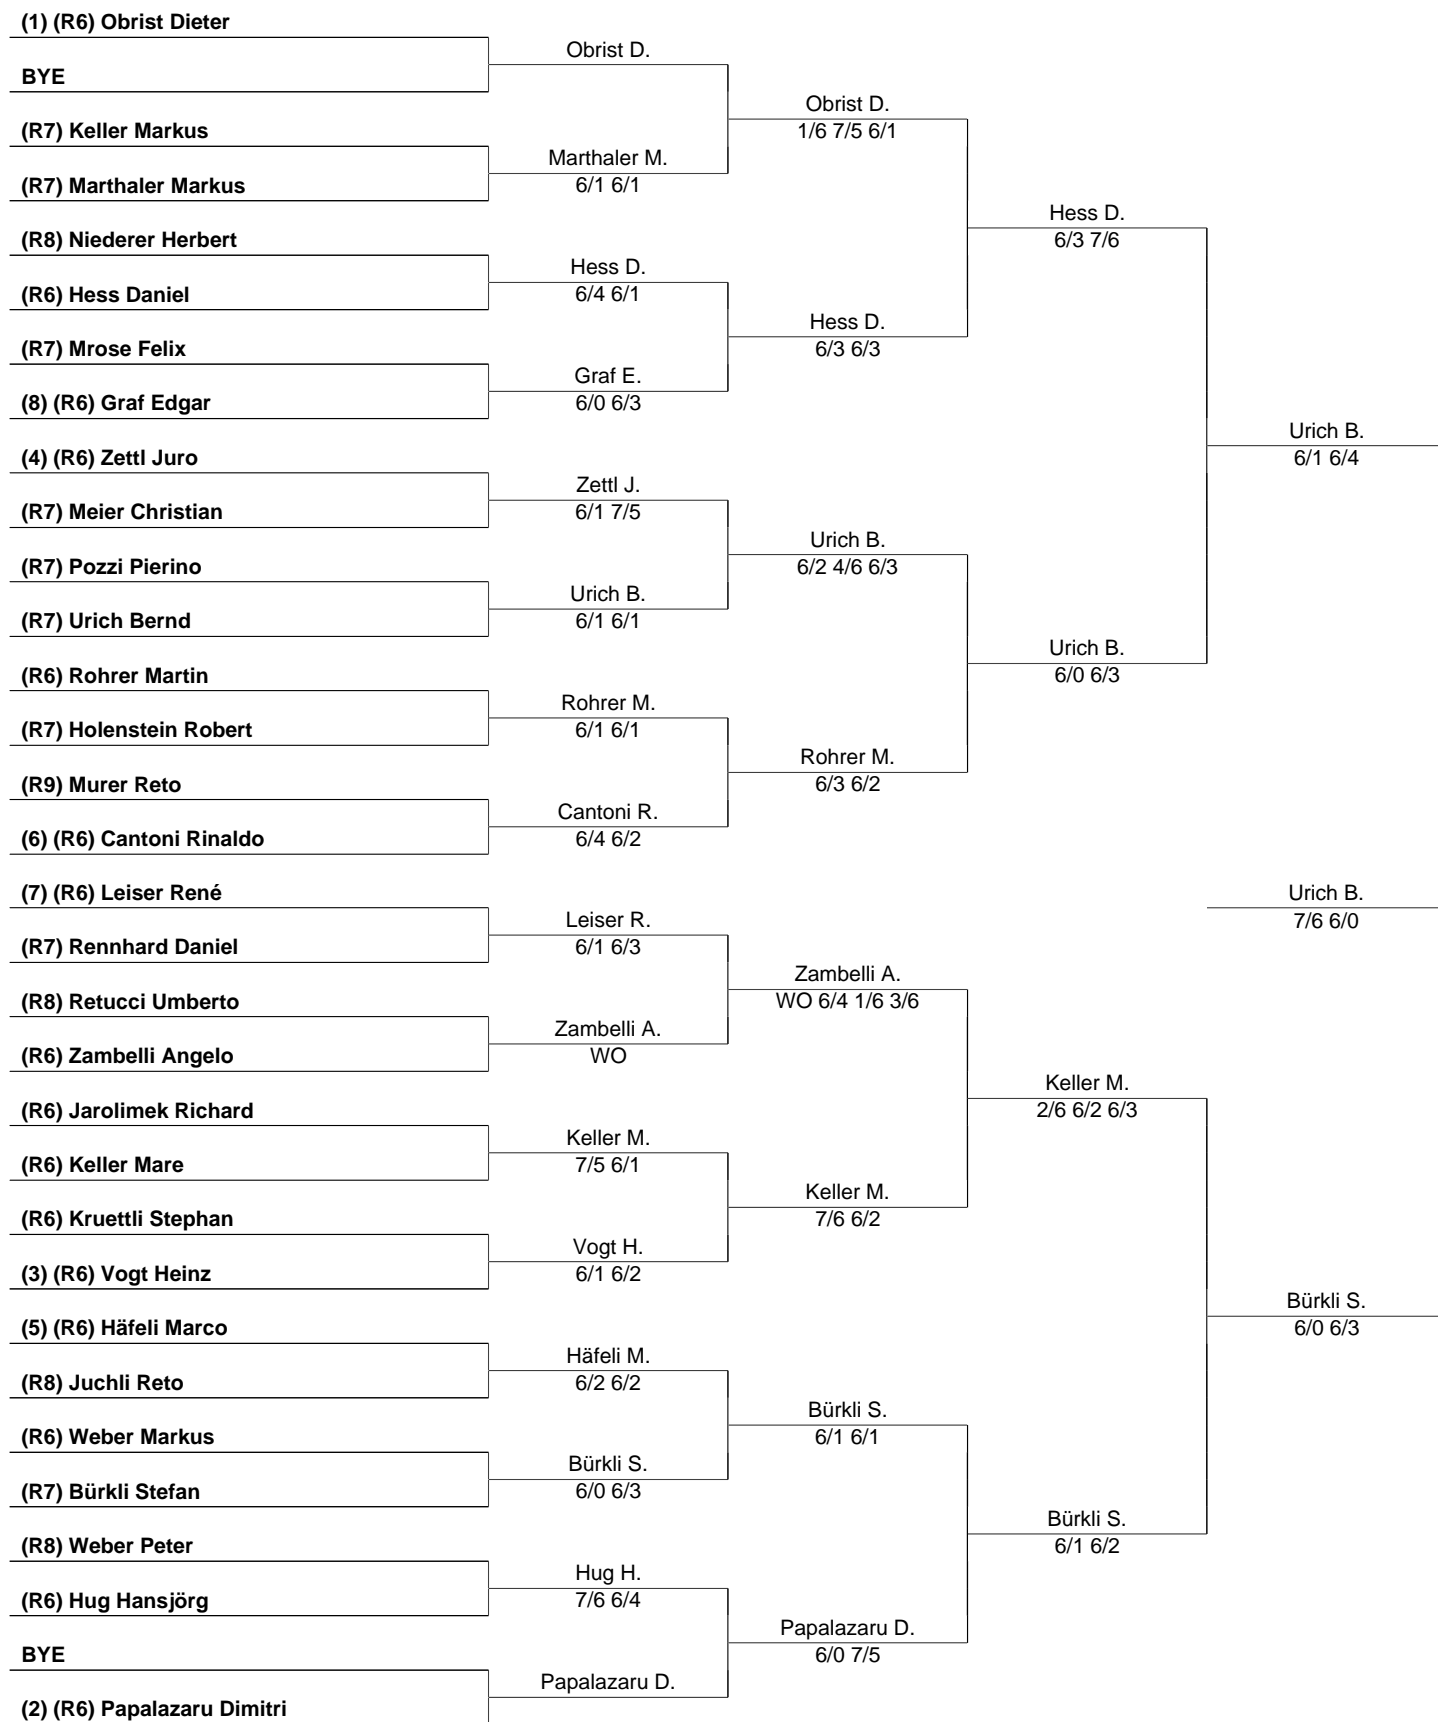 (1) (R6) Obrist Dieter
BYE
(R7) Keller Markus
(R7) Marthaler Markus
(R8) Niederer Herbert
(R6) Hess Daniel
(R7) Mrose Felix
(8) (R6) Graf Edgar
(4) (R6) Zettl Juro
(R7) Meier Christian
(R7) Pozzi Pierino
(R7) Urich Bernd
(R6) Rohrer Martin
(R7) Holenstein Robert
(R9) Murer Reto
(6) (R6) Cantoni Rinaldo
(7) (R6) Leiser René
(R7) Rennhard Daniel
(R8) Retucci Umberto
(R6) Zambelli Angelo
(R6) Jarolimek Richard
(R6) Keller Mare
(R6) Kruettli Stephan
(3) (R6) Vogt Heinz
(5) (R6) Häfeli Marco
(R8) Juchli Reto
(R6) Weber Markus
(R7) Bürkli Stefan
(R8) Weber Peter
(R6) Hug Hansjörg
BYE
(2) (R6) Papalazaru Dimitri
Obrist D.
Marthaler M.
6/1 6/1
Hess D.
6/4 6/1
Graf E.
6/0 6/3
Zettl J.
6/1 7/5
Urich B.
6/1 6/1
Rohrer M.
6/1 6/1
Cantoni R.
6/4 6/2
Leiser R.
6/1 6/3
Zambelli A.
WO
Keller M.
7/5 6/1
Vogt H.
6/1 6/2
Häfeli M.
6/2 6/2
Bürkli S.
6/0 6/3
Hug H.
7/6 6/4
Papalazaru D.
Obrist D.
1/6 7/5 6/1
Hess D.
6/3 6/3
Urich B.
6/2 4/6 6/3
Rohrer M.
6/3 6/2
Zambelli A.
WO 6/4 1/6 3/6
Keller M.
7/6 6/2
Bürkli S.
6/1 6/1
Papalazaru D.
6/0 7/5
Hess D.
6/3 7/6
Urich B.
6/0 6/3
Keller M.
2/6 6/2 6/3
Bürkli S.
6/1 6/2
Urich B.
6/1 6/4
Urich B.
7/6 6/0
Bürkli S.
6/0 6/3